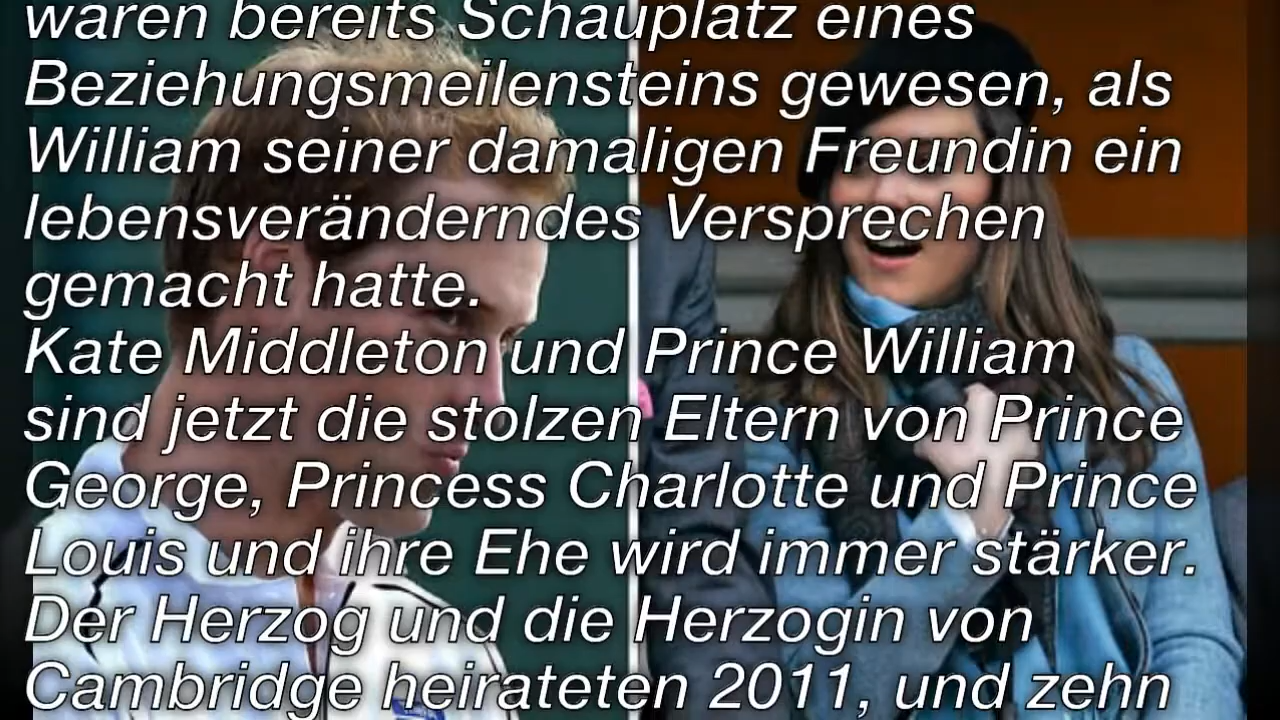 waren bereits Schauplatz eines
Beziehungsmeilensteins gewesen, als
William seiner damaligen Freundin ein
lebensveränderndes Versprechen
gemacht hatte.
Kate Middleton und Prince William
sind jetzt die stolzen Eltern von Prince
George, Princess Charlotte und Prince
Louis und ihre Ehe wird immer stärker.
Der Herzog und die Herzogin von
Cambridge heirateten 2011, und zehn